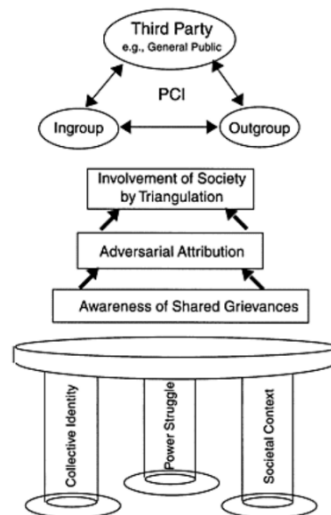 Third Party
e.g., General Public
PCI
Ingroup
Outgroup
Involvement of Society
by Triangulation
Adversarial Attribution
Awareness of Shared Grievances
Collective Identity
Power Struggle
Societal Context